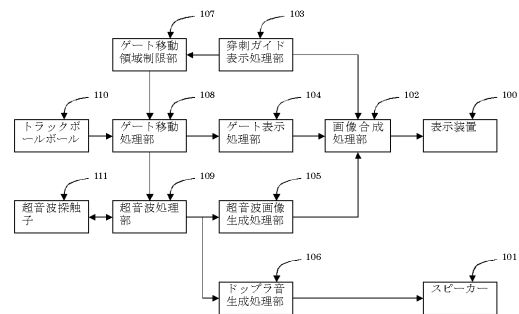 107
103
ゲート移動
領域制限部
穿刺ガイド
表示処理部
110
108
104
102
100
トラックボ
ールボール
ゲート移動
処理部
ゲート表示
処理部
画像合成
処理部
表示装置
111
109
105
超音波探触
子
超音波処理
部
超音波画像
生成処理部
106
101
ドップラ音
生成処理部
スピーカー